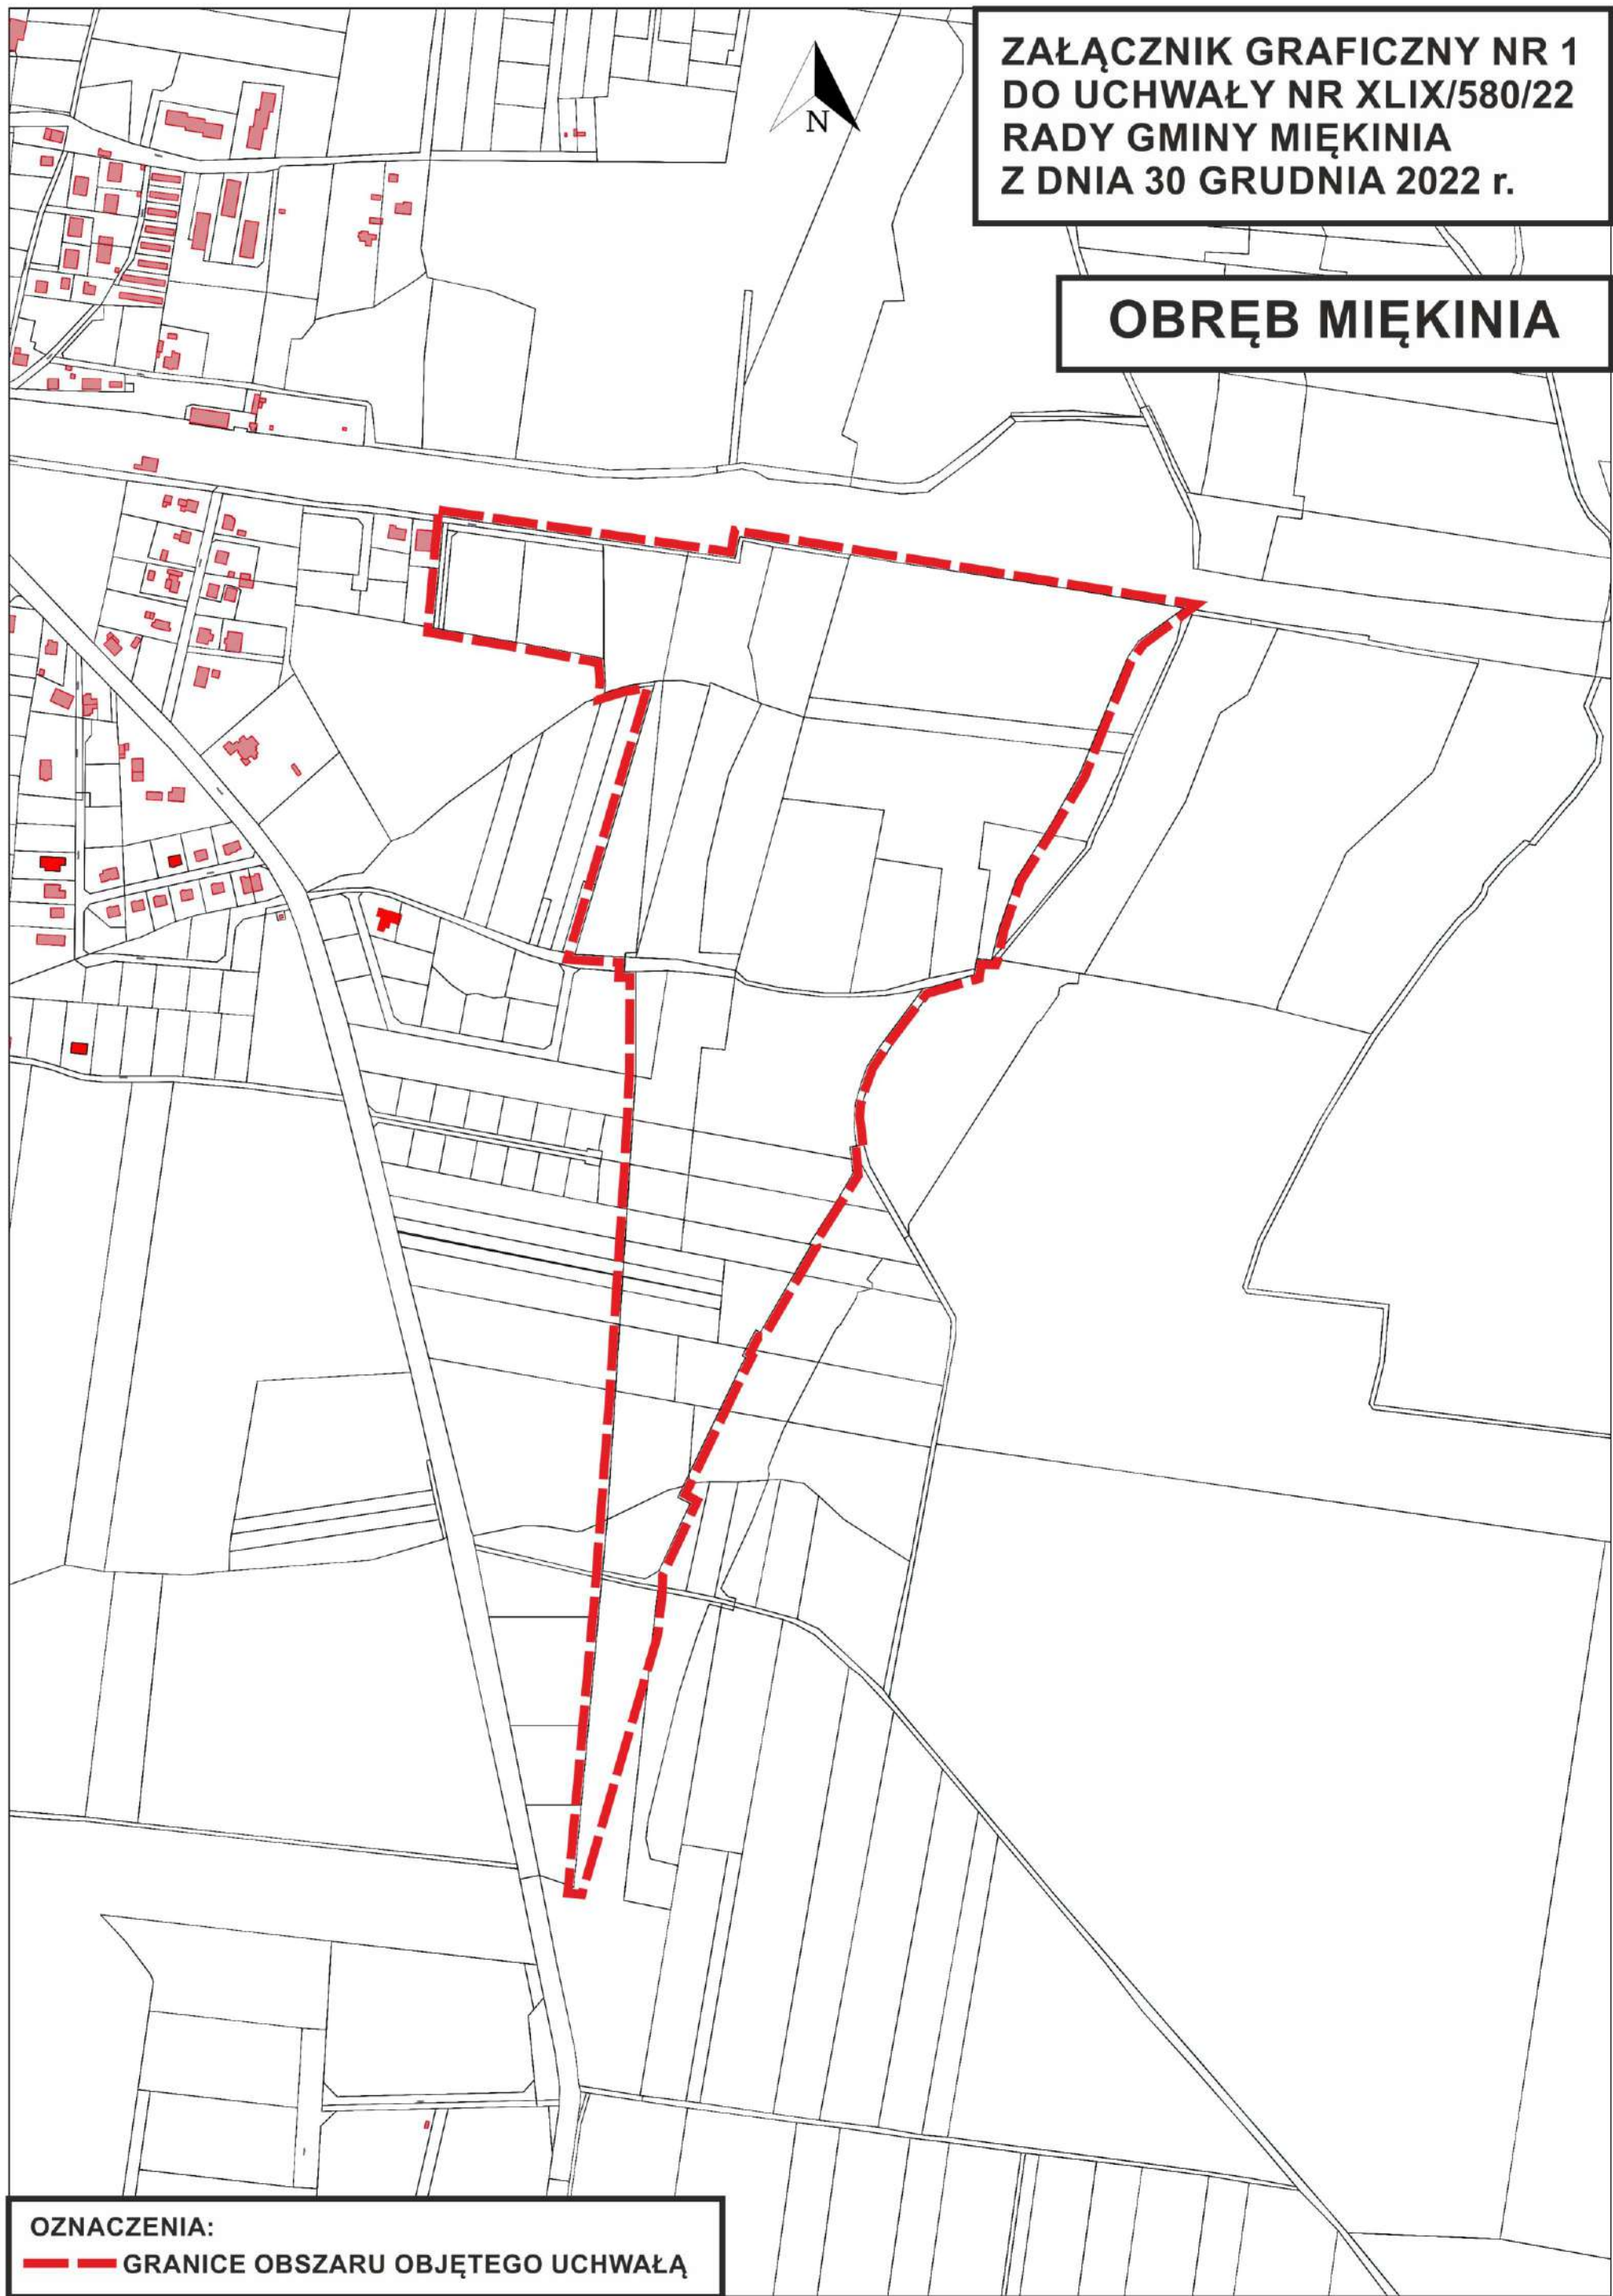 ZAŁĄCZNIK GRAFICZNY NR 1
DO UCHWAŁY NR XLIX/580/22
RADY GMINY MIĘKINIA
Z DNIA 30 GRUDNIA 2022 r.
N
OBRĘB MIĘKINIA
OZNACZENIA:
GRANICE OBSZARU OBJĘTEGO UCHWAŁĄ